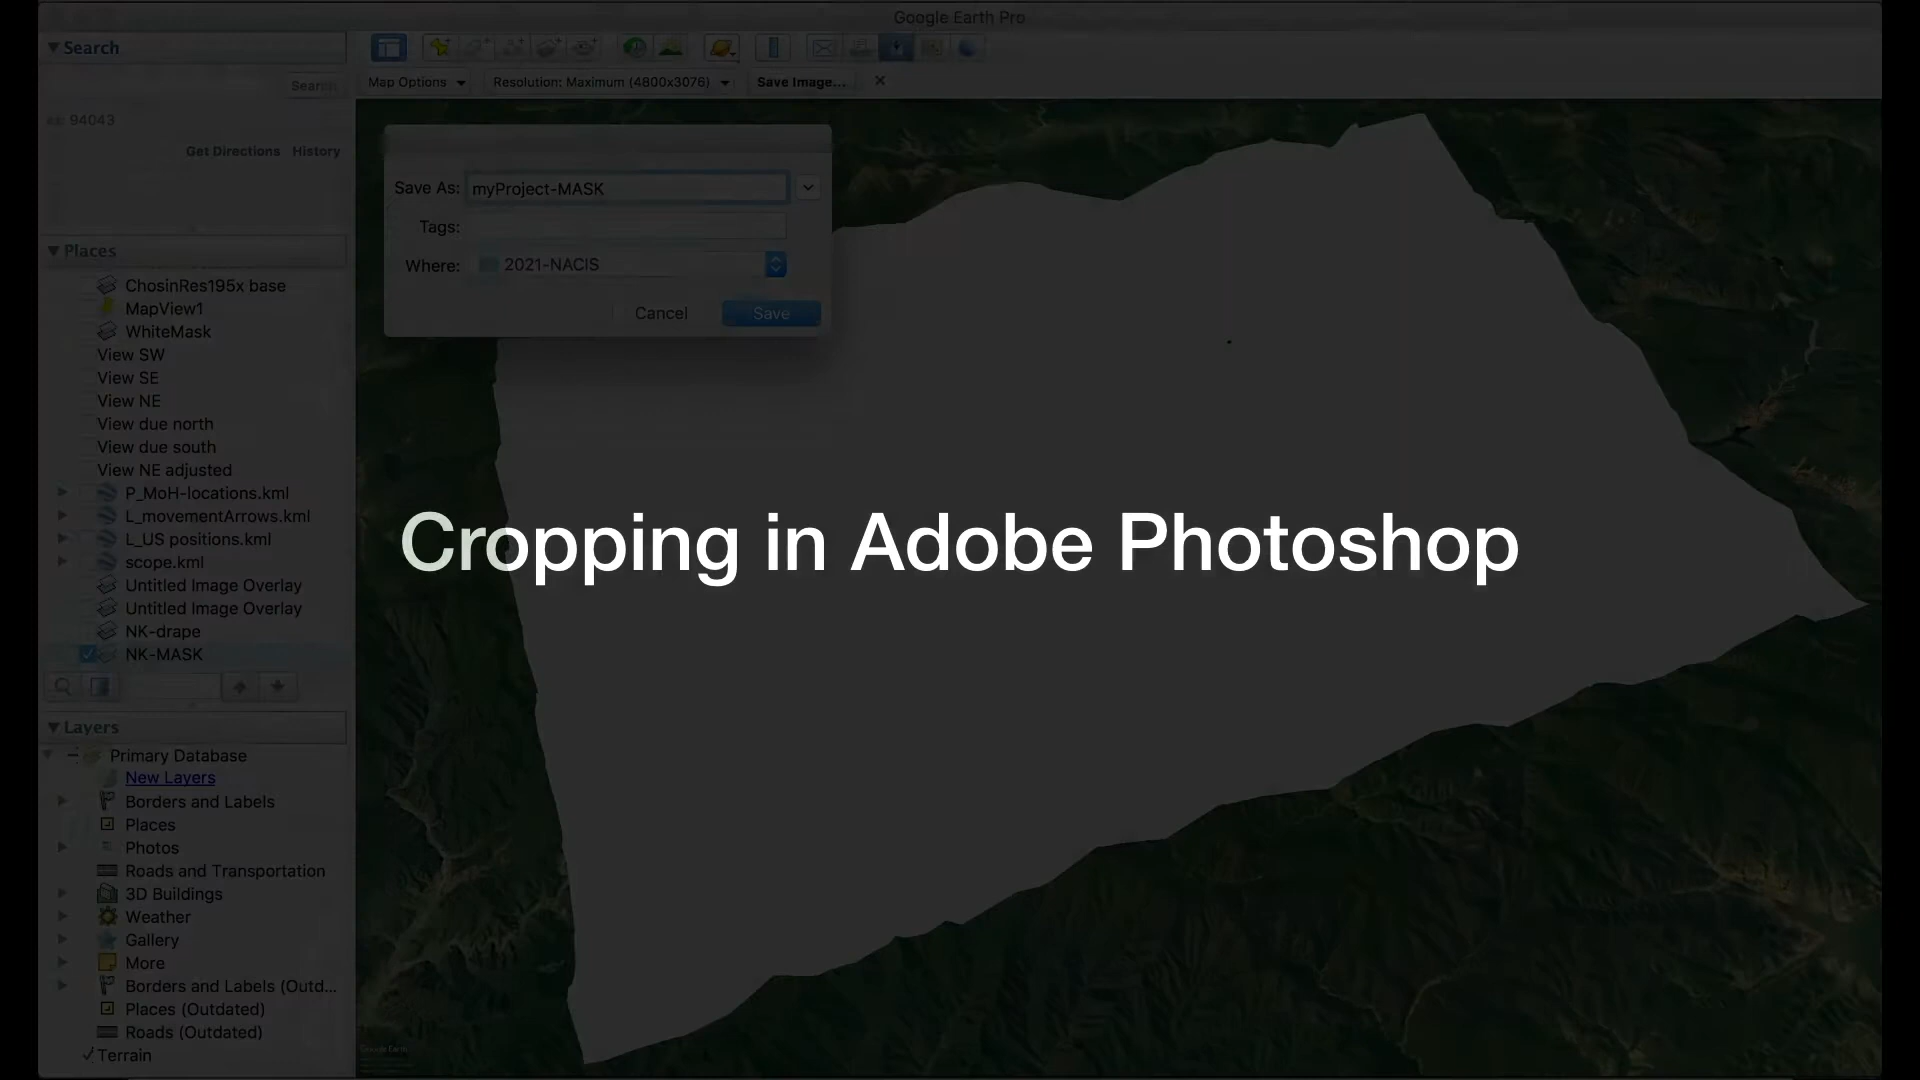 Google Earth Pro
Search
Search
94043
Get Directions History
Map Options
Resolution: Maximum (4800x3076)
Save Image...
Save As: myProject-MASK
Tags:
Where: 2021-NACIS
Cancel Save
Places
ChosinRes195x base
MapView1
WhiteMask
View SW
View SE
View NE
View due north
View due south
View NE adjusted
P_MoH-locations.kml
L_movementArrows.kml
L_US positions.kml
scope.kml
Untitled Image Overlay
Untitled Image Overlay
NK-drape
NK-MASK
Cropping in Adobe Photoshop
Layers
Primary Database
New Layers
Borders and Labels
Places
Photos
Roads and Transportation
3D Buildings
Weather
Gallery
More
Borders and Labels (Outd...
Places (Outdated)
Roads (Outdated)
Terrain
Google Earth